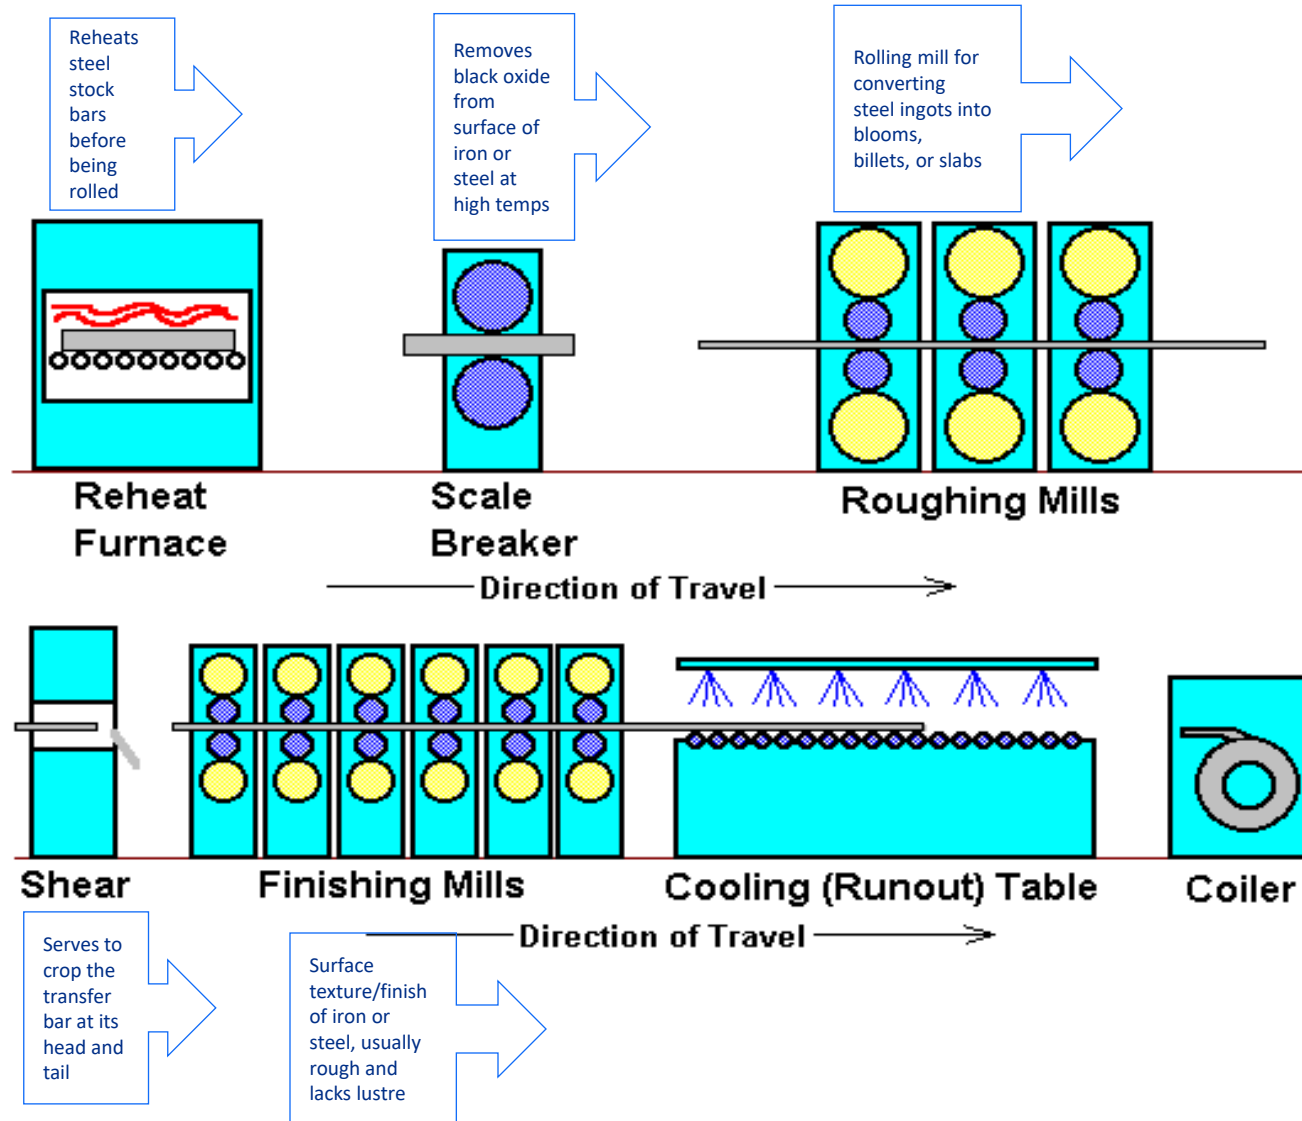 Reheats
steel
stock
bars
before
being
rolled
Removes
black oxide
from
surface of
iron or
steel at
high temps
Rolling mill for
converting
steel ingots into
blooms,
billets, or slabs
Reheat
Furnace
Scale
Breaker
Roughing Mills
Direction of Travel
Shear
Finishing Mills
Cooling (Runout) Table
Coiler
Direction of Travel
Serves to
crop the
transfer
bar at its
head and
tail
Surface
texture/finish
of iron or
steel, usually
rough and
lacks lustre